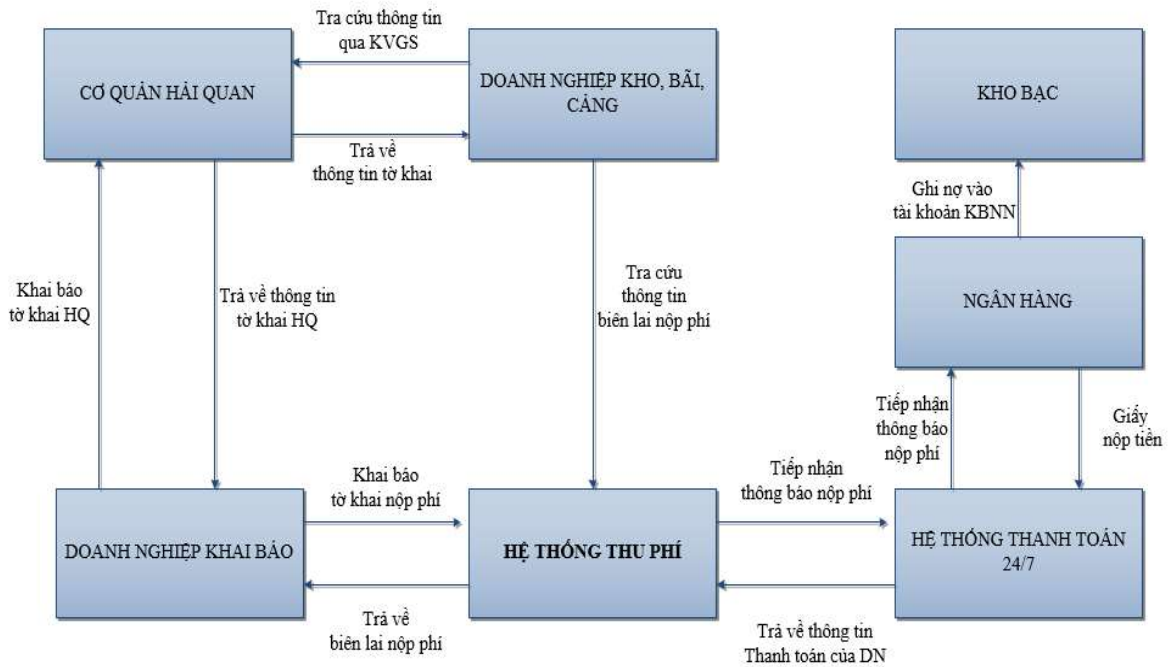 Tra cứu thông tin
qua KVGS
CƠ QUẢN HẢI QUAN
DOANH NGHIỆP KHO, BÃI,
CẢNG
KHO BẠC
Trả về
thông tin tờ khai
Ghi nợ vào
tài khoản KBNN
Khai báo
tờ khai HQ
Trả về thông tin
tờ khai HQ
Tra cứu
thông tin
biên lai nộp phí
NGÂN HÀNG
Tiếp nhận
thông báo
nộp phí
Giấy
nộp tiền
Khai báo
tờ khai nộp phí
Tiếp nhận
thông báo nộp phí
DOANH NGHIỆP KHAI BÁO
HỆ THỐNG THU PHÍ
HỆ THỐNG THANH TOÁN
24/7
Trả về
biên lai nộp phí
Trả về thông tin
Thanh toán của DN